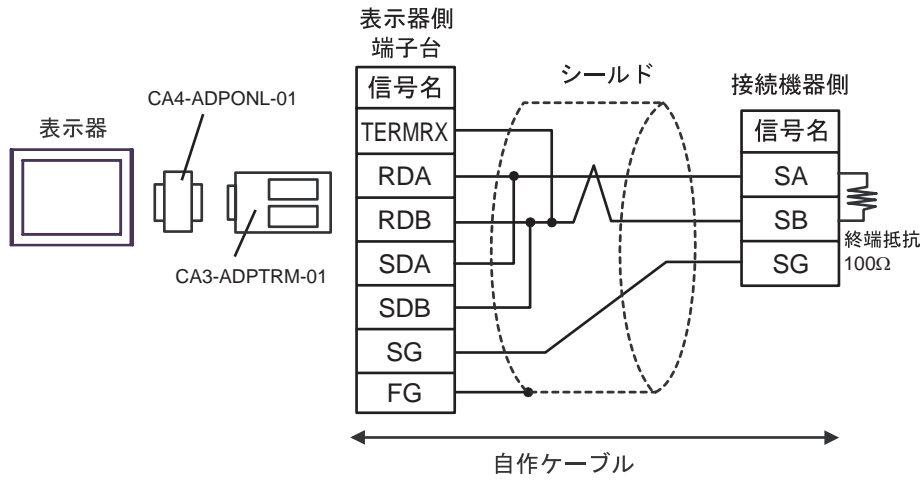 表示器側
端子台
信号名
TERMRX
RDA
RDB
SDA
SDB
SG
FG
CA4-ADPONL-01
表示器
CA3-ADPTRM-01
シールド
接続機器側
信号名
SA
SB
SG
終端抵抗
100Ω
自作ケーブル